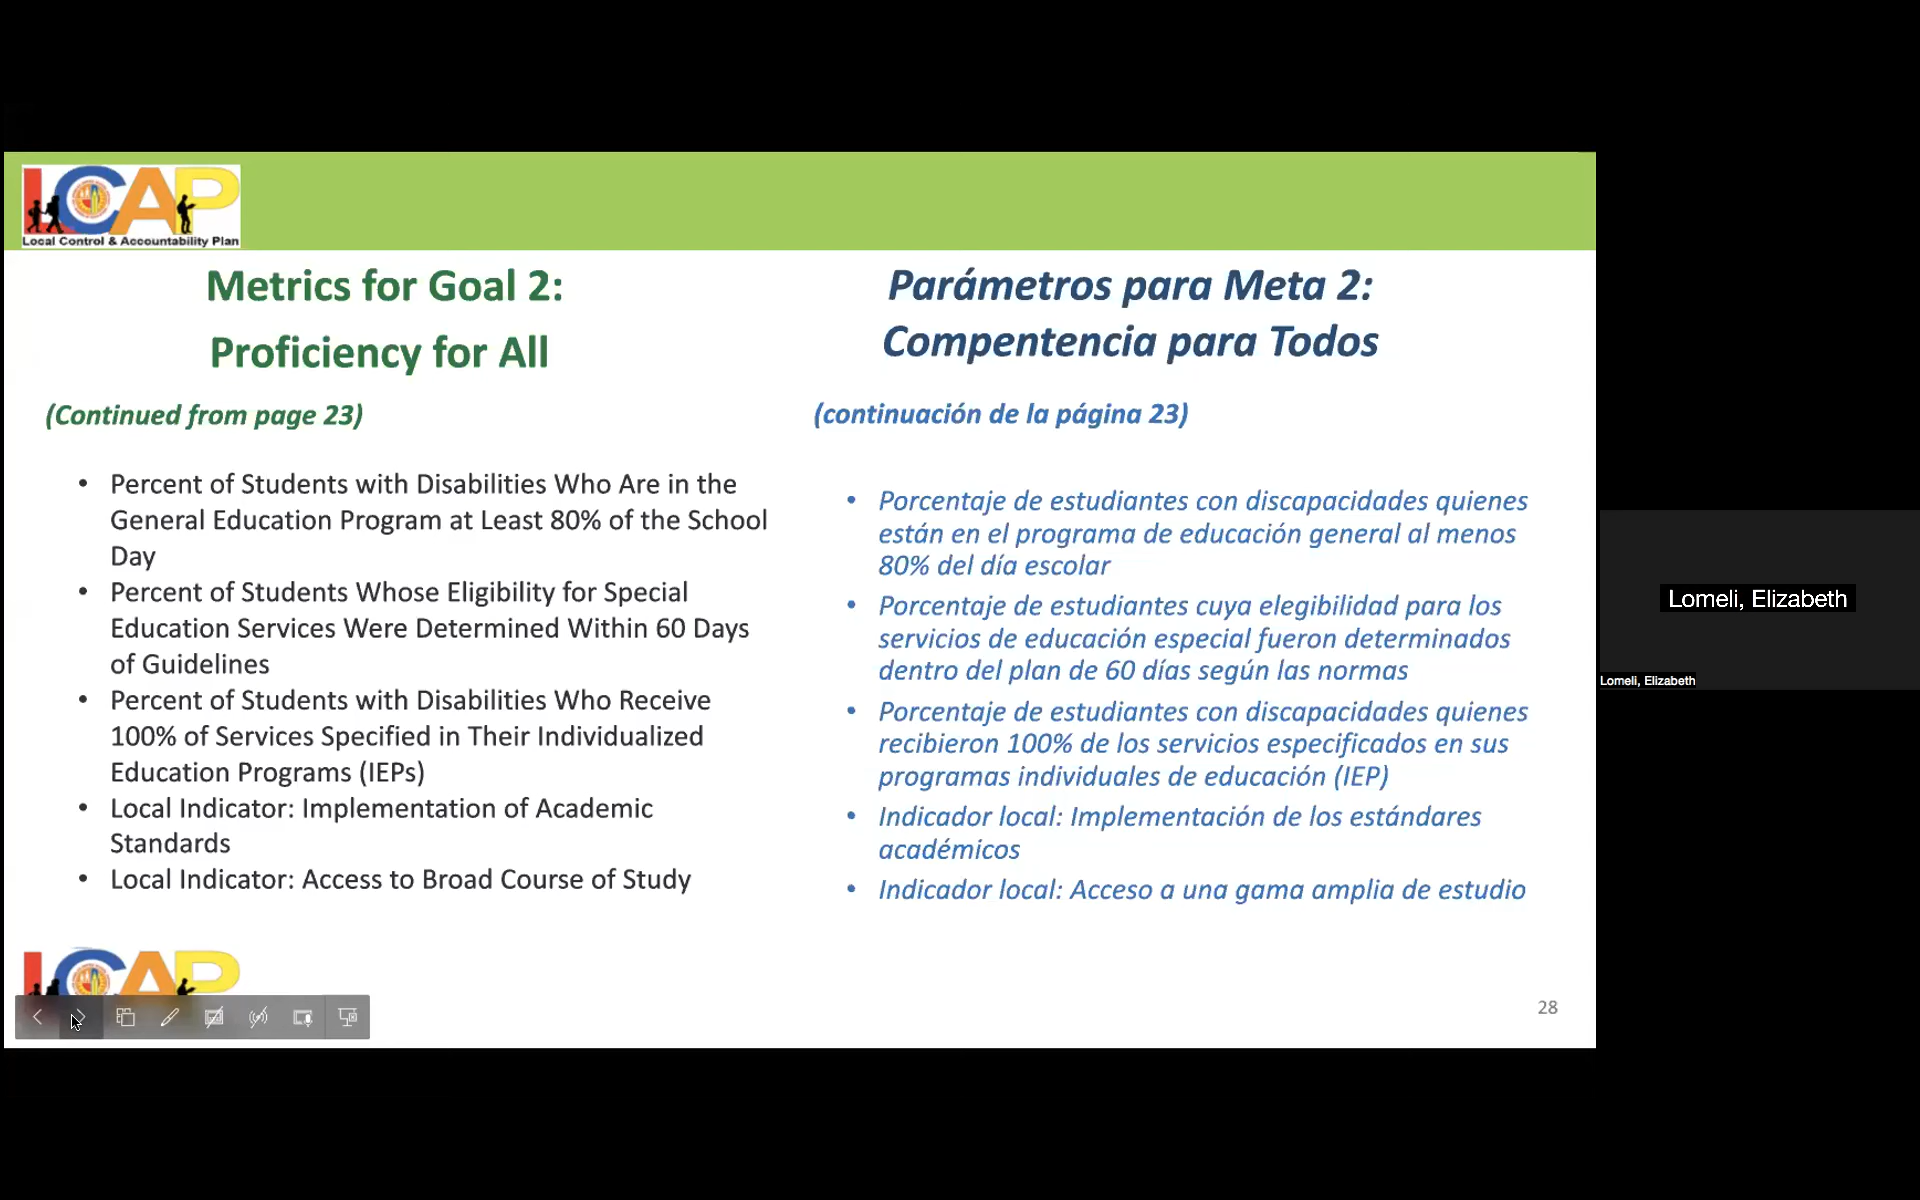 LCAP
Local Control & Accountability Plan
Metrics for Goal 2:
Proficiency for All
(Continued from page 23)
• Percent of Students with Disabilities Who Are in the
General Education Program at Least 80% of the School
Day
• Percent of Students Whose Eligibility for Special
Education Services Were Determined Within 60 Days
of Guidelines
• Percent of Students with Disabilities Who Receive
100% of Services Specified in Their Individualized
Education Programs (IEPs)
• Local Indicator: Implementation of Academic
Standards
• Local Indicator: Access to Broad Course of Study
Parámetros para Meta 2:
Compentencia para Todos
(continuación de la página 23)
• Porcentaje de estudiantes con discapacidades quienes
están en el programa de educación general al menos
80% del día escolar
• Porcentaje de estudiantes cuya elegibilidad para los
servicios de educación especial fueron determinados
dentro del plan de 60 días según las normas
• Porcentaje de estudiantes con discapacidades quienes
recibieron 100% de los servicios especificados en sus
programas individuales de educación (IEP)
• Indicador local: Implementación de los estándares
académicos
• Indicador local: Acceso a una gama amplia de estudio
LCAP
28
Lomeli, Elizabeth
Lomeli, Elizabeth